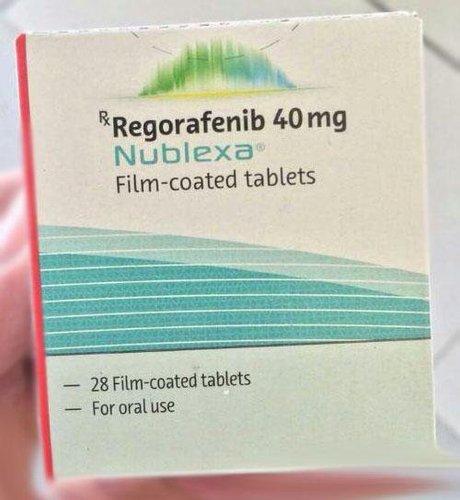 ℞ Regorafenib 40 mg
Nublexa®
Film-coated tablets
— 28 Film-coated tablets
— For oral use